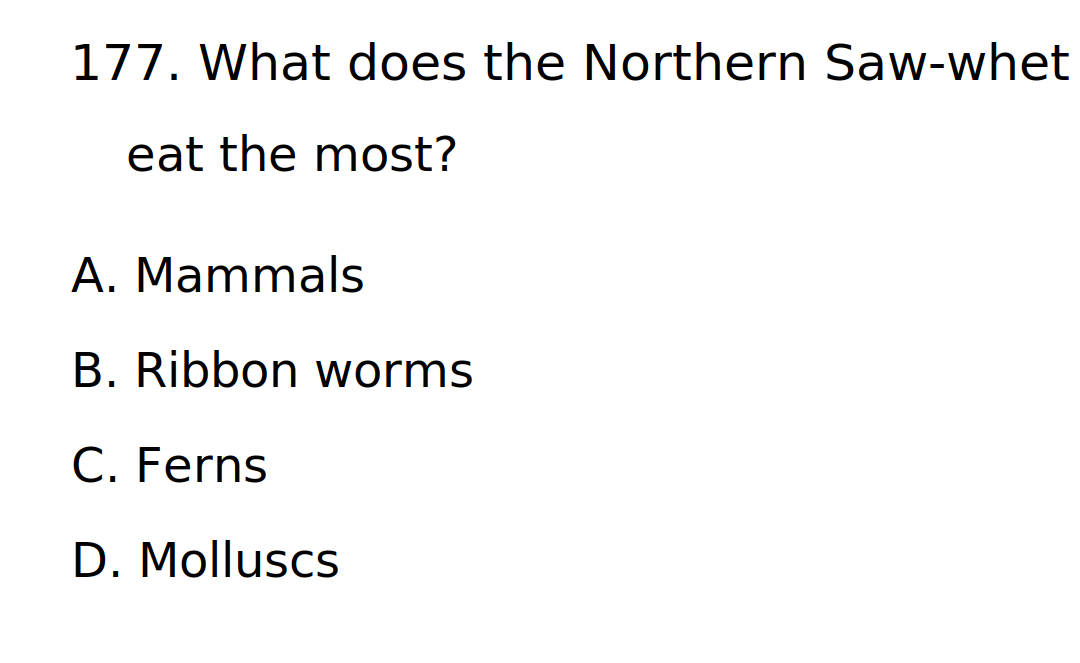 177. What does the Northern Saw-whet
eat the most?
A. Mammals
B. Ribbon worms
C. Ferns
D. Molluscs